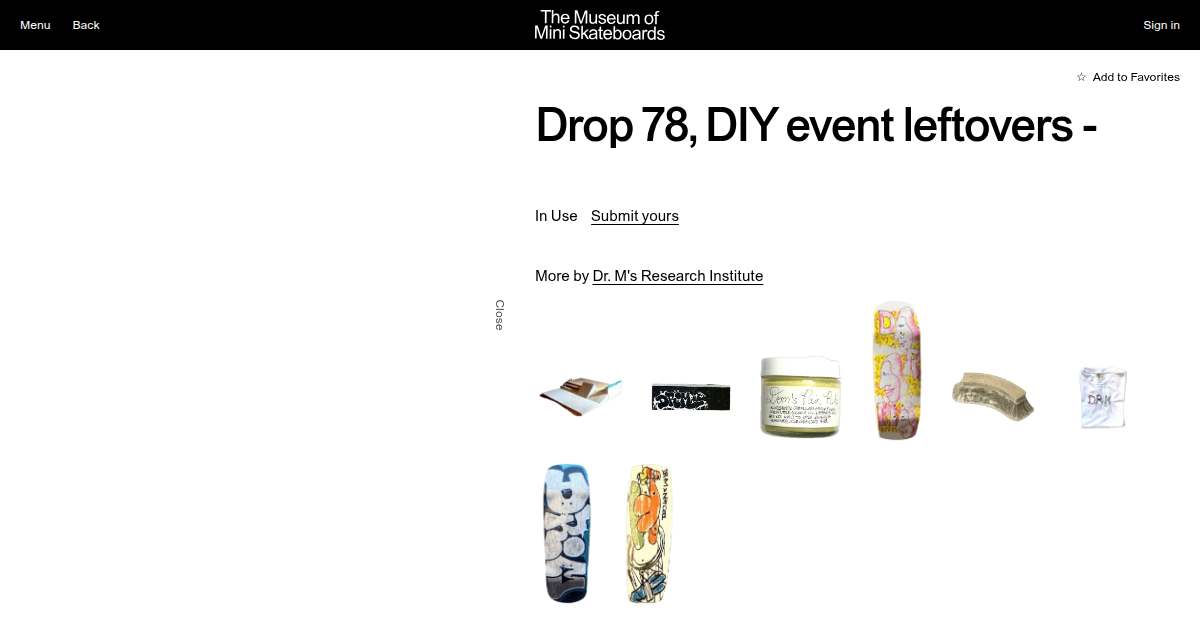 Menu
Back
The Museum of
Mini Skateboards
Sign in
☆ Add to Favorites
Drop 78, DIY event leftovers -
In Use Submit yours
More by Dr. M's Research Institute
Close